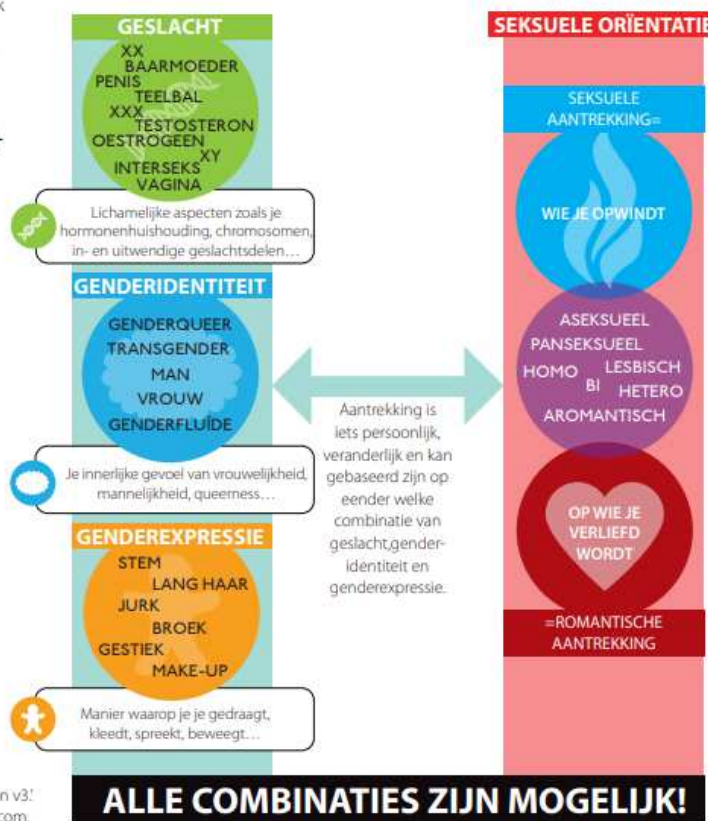 GESLACHT
XX
BAARMOEDER
PENIS
TEELBAL
XXX
TESTOSTERON
OESTROGEEN
XY
INTERSEKS
VAGINA
Lichamelijke aspecten zoals je
hormonenhuishouding, chromosomen,
in- en uitwendige geslachtsdelen…
GENDERIDENTITEIT
GENDERQUEER
TRANSGENDER
MAN
VROUW
GENDERFLUÏDE
Je innerlijke gevoel van vrouwelijkheid,
mannelijkheid, queerness…
GENDEREXPRESSIE
STEM
LANG HAAR
JURK
BROEK
GESTIEK
MAKE-UP
Manier waarop je je gedraagt,
kleedt, spreekt, beweegt…
Aantrekking is
iets persoonlijk,
veranderlijk en kan
gebaseerd zijn op
eender welke
combinatie van
geslacht,gender-
identiteit en
genderexpressie.
SEKSUELE ORÏENTATIE
SEKSUELE
AANTREKKING=
WIE JE OPWINDT
ASEKSUEEL
PANSEKSUEEL
HOMO
LESBISCH
BI
HETERO
AROMANTISCH
OP WIE JE
VERLIEFD
WORDT
=ROMANTISCHE
AANTREKKING
n v3.'
com.
ALLE COMBINATIES ZIJN MOGELIJK!